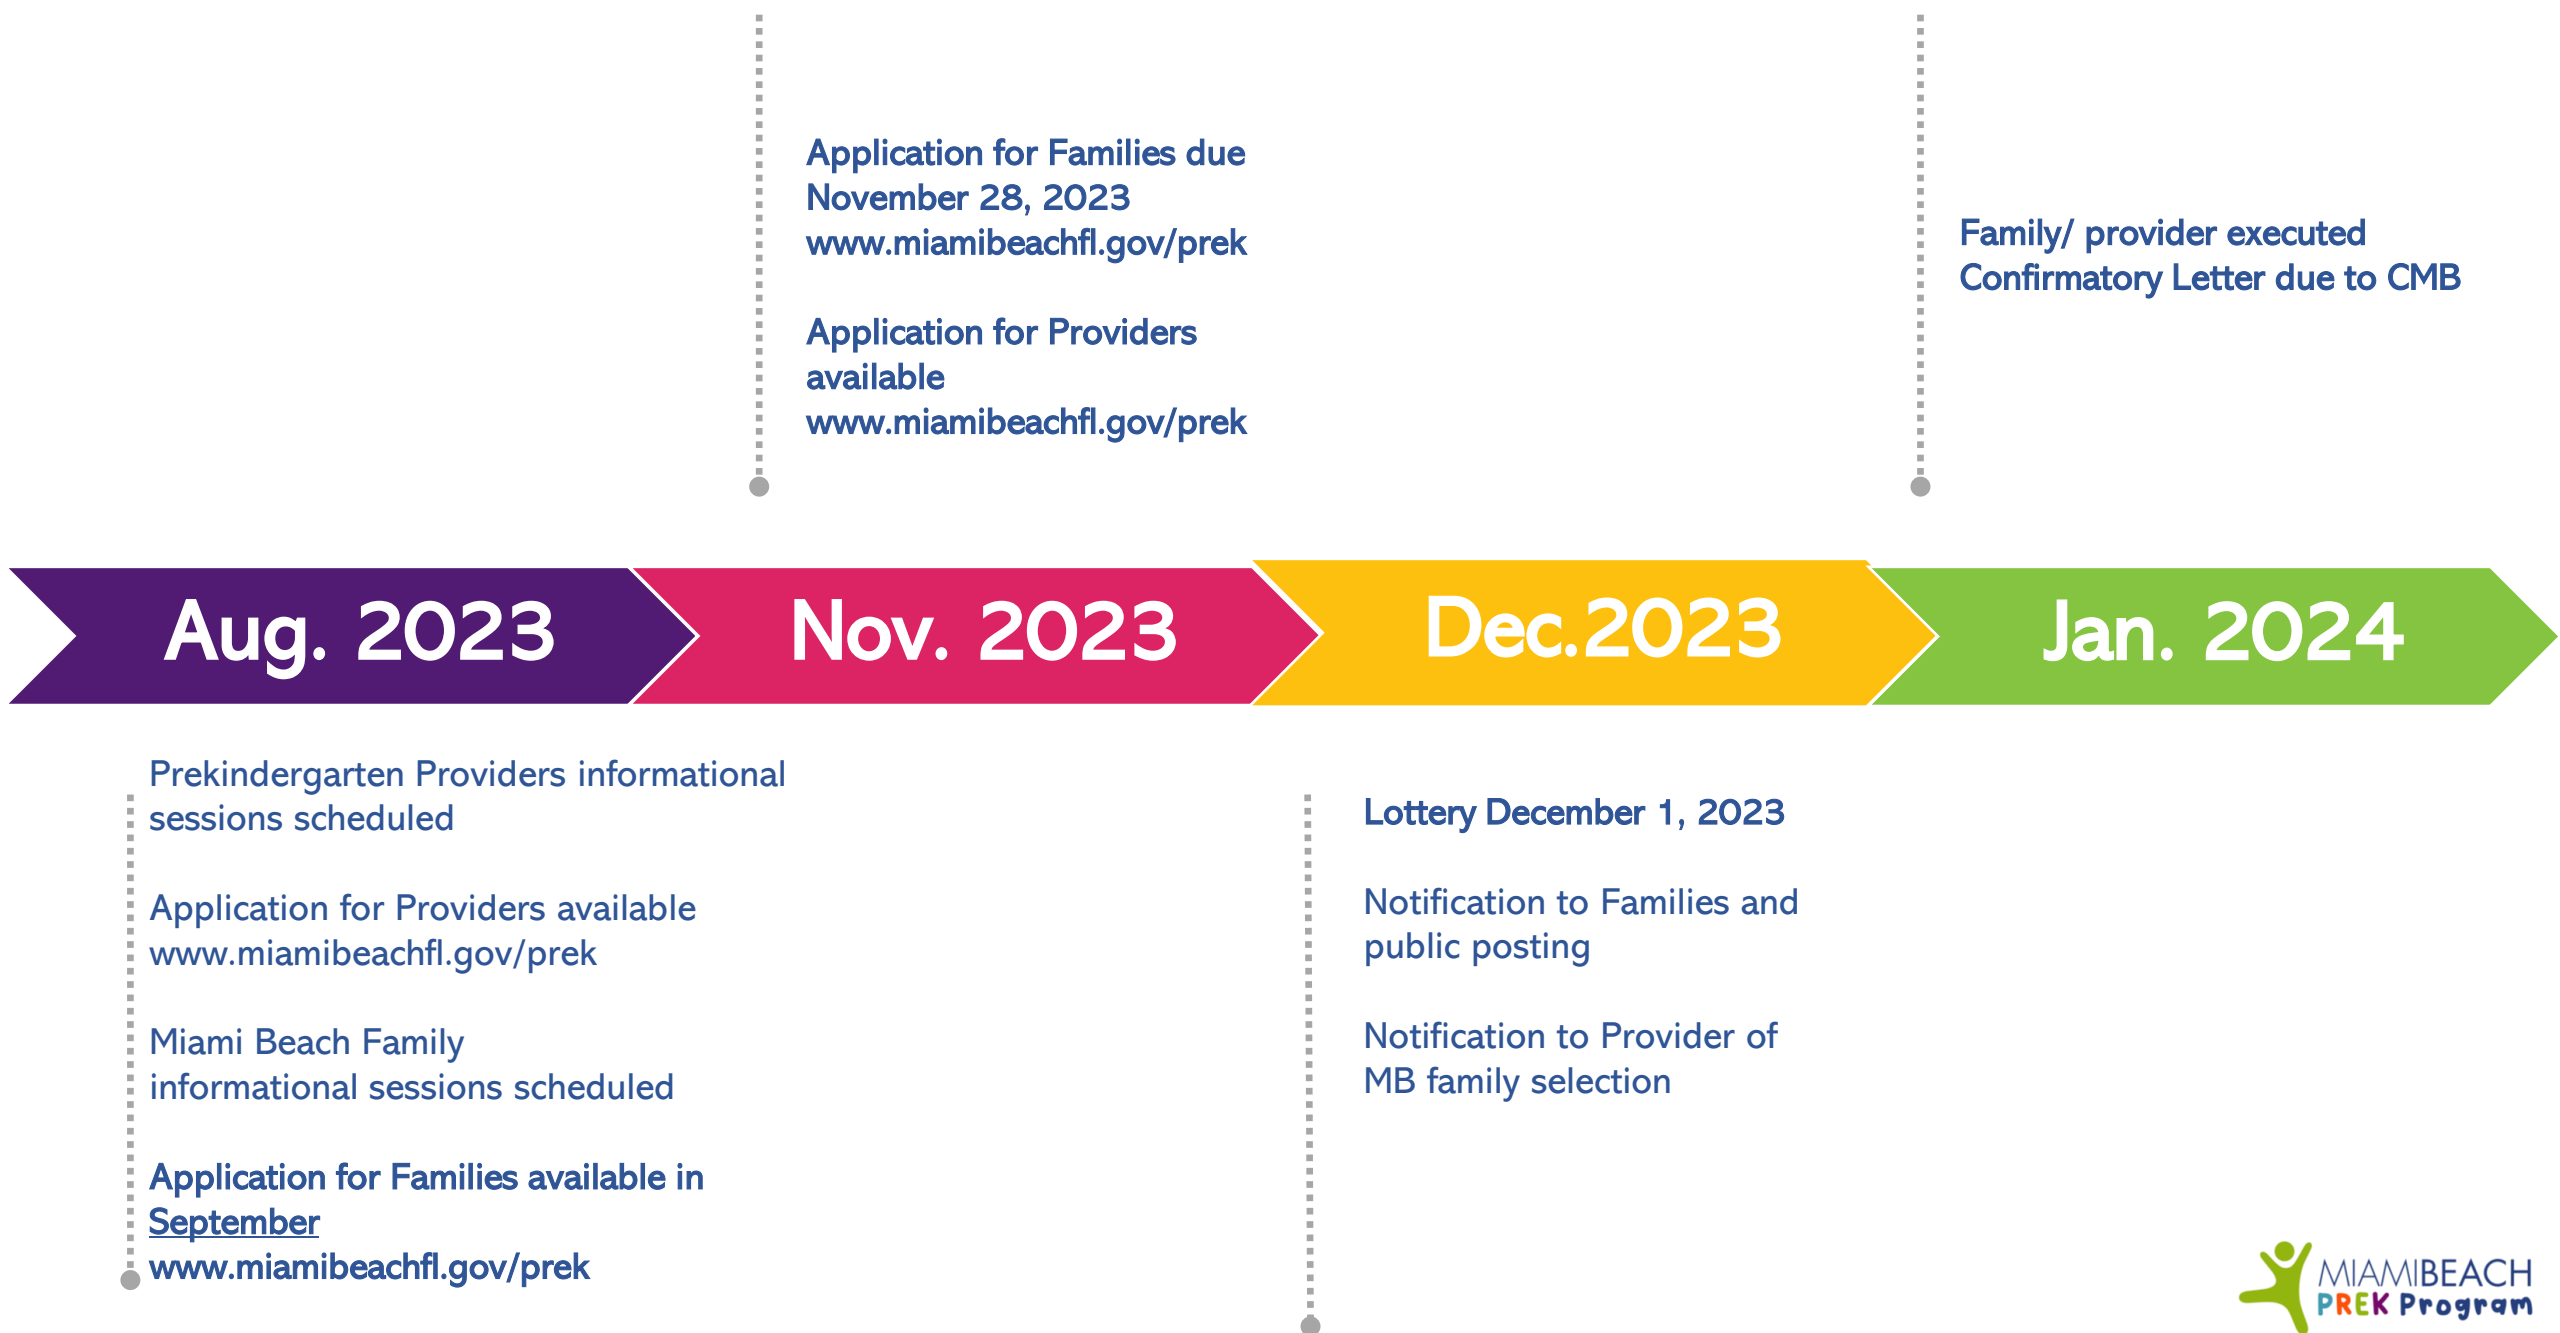 Application for Families due
November 28, 2023
www.miamibeachfl.gov/prek
Application for Providers
available
www.miamibeachfl.gov/prek
Family/ provider executed
Confirmatory Letter due to CMB
Aug. 2023
Nov. 2023
Dec.2023
Jan. 2024
Prekindergarten Providers informational
sessions scheduled
Application for Providers available
www.miamibeachfl.gov/prek
Miami Beach Family
informational sessions scheduled
Application for Families available in
September
www.miamibeachfl.gov/prek
Lottery December 1, 2023
Notification to Families and
public posting
Notification to Provider of
MB family selection
MIAMIBEACH
PREK Program